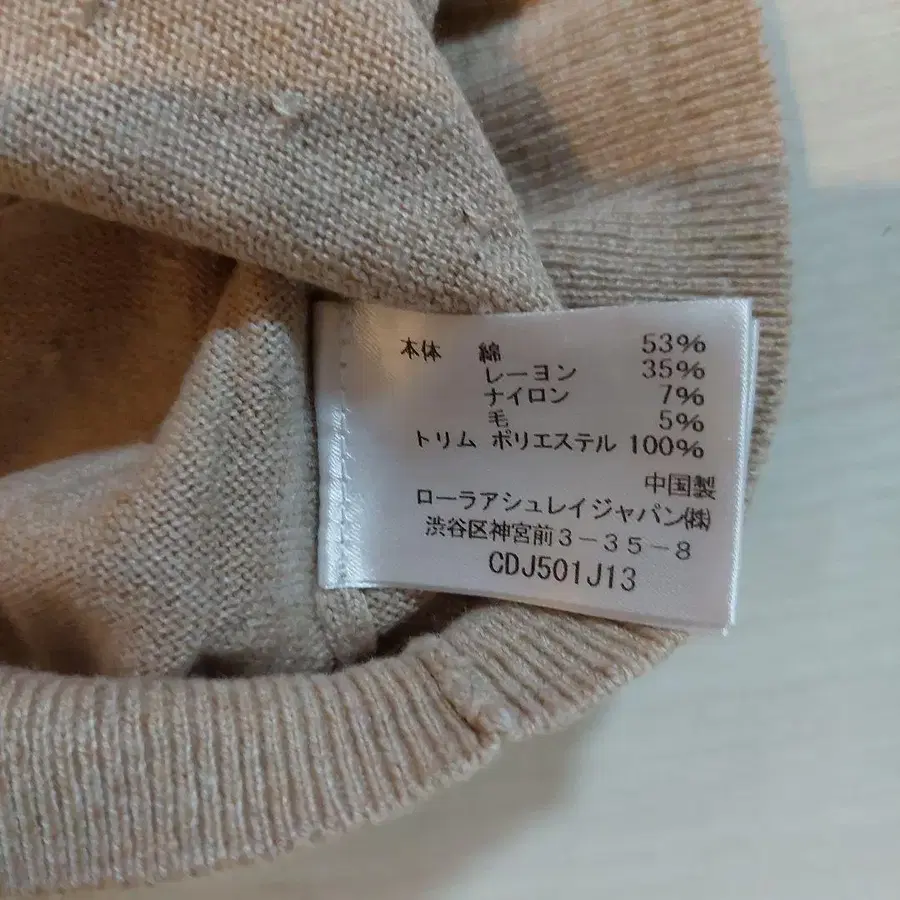 本体 綿 53%
レーヨン 35%
ナイロン 7%
毛 5%
トリム ポリエステル 100%
中国製
ローラアシュレイジャパン㈱
渋谷区神宮前3-35-8
CDJ501J13